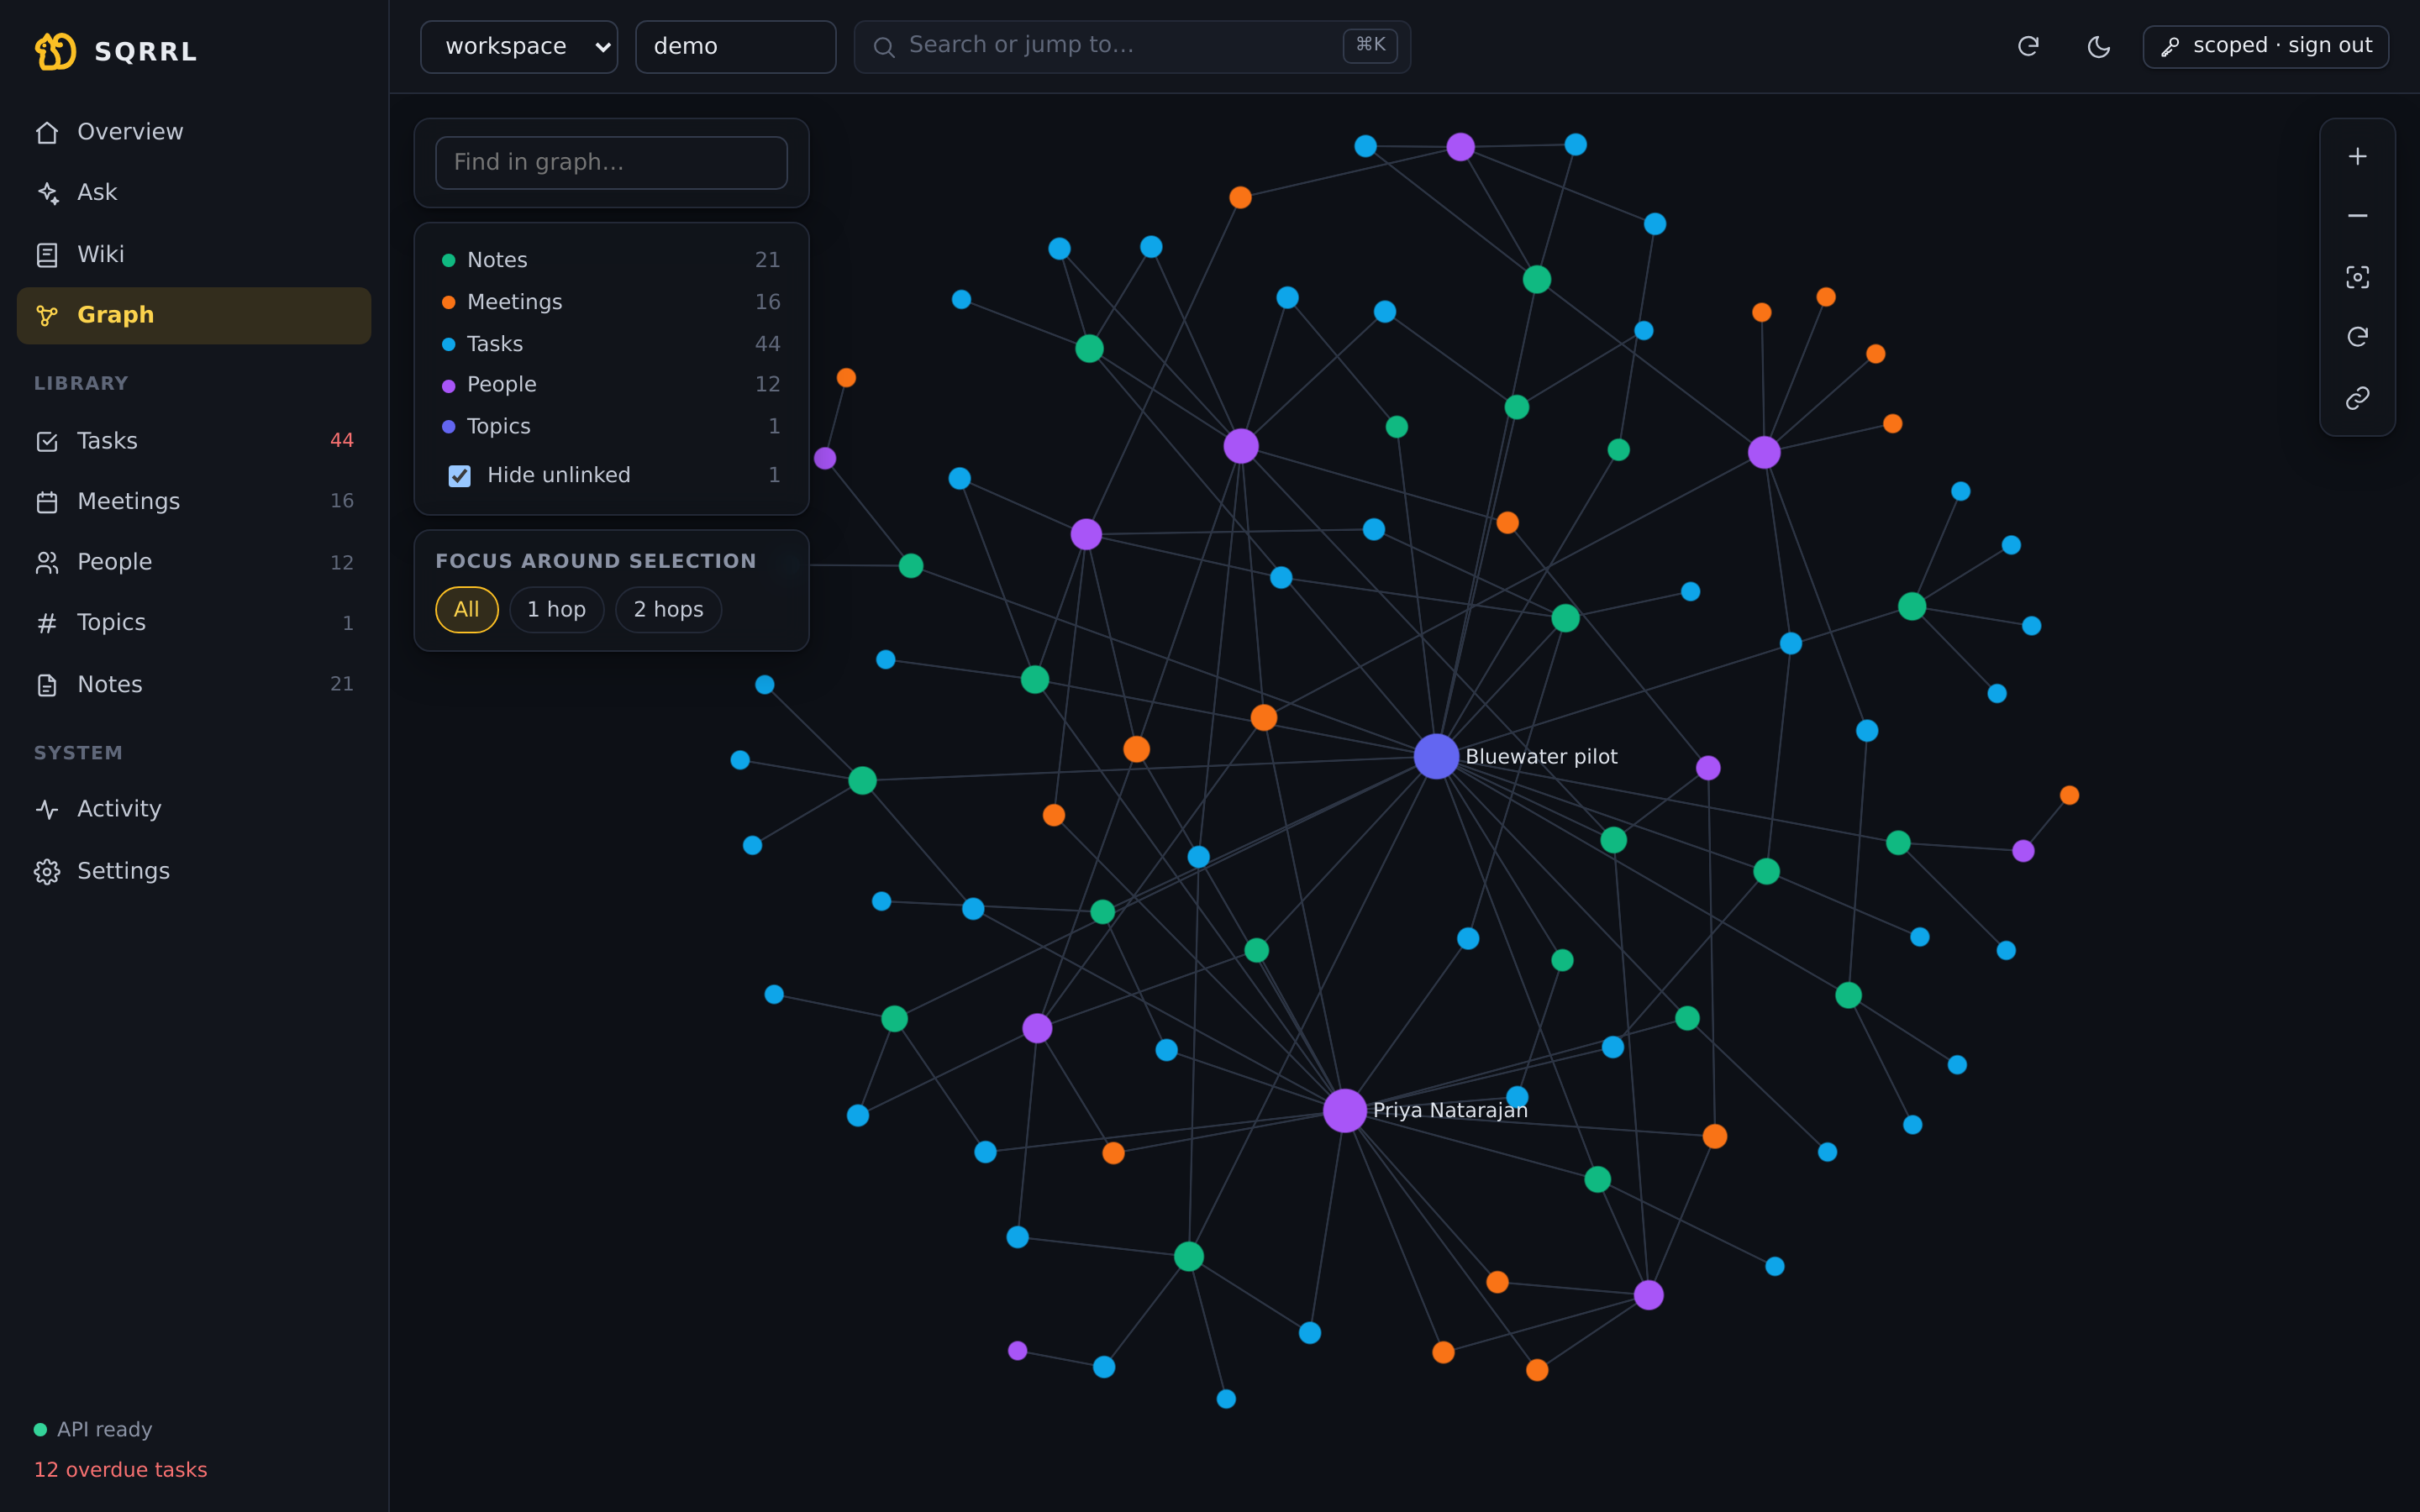 SQRRL
workspace
demo
Search or jump to...
⌘K
scoped · sign out
Overview
Ask
Wiki
Graph
LIBRARY
Tasks 44
Meetings 16
People 12
Topics 1
Notes 21
SYSTEM
Activity
Settings
API ready
12 overdue tasks
Find in graph...
Notes 21
Meetings 16
Tasks 44
People 12
Topics 1
Hide unlinked 1
FOCUS AROUND SELECTION
All 1 hop 2 hops
Bluewater pilot
Priya Natarajan